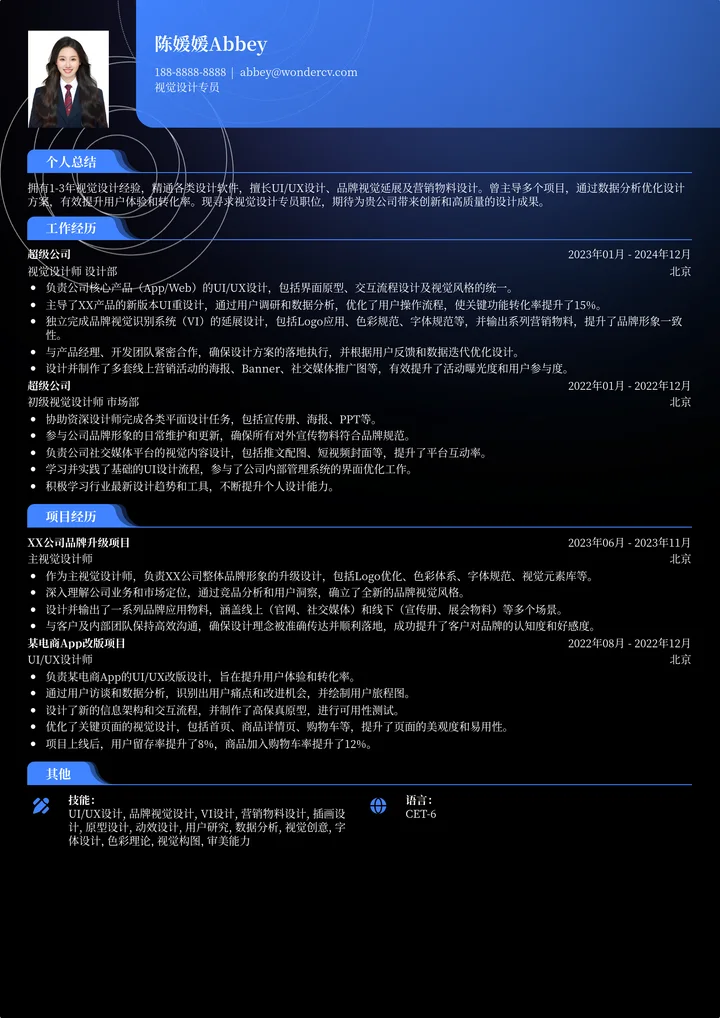 陈媛媛Abbey
188-8888-8888 | abbey@wondercv.com
视觉设计专员
个人总结
拥有1-3年视觉设计经验，精通各类设计软件，擅长UI/UX设计、品牌视觉延展及营销物料设计。曾主导多个项目，通过数据分析优化设计
方案，有效提升用户体验和转化率。现寻求视觉设计专员职位，期待为贵公司带来创新和高质量的设计成果。
工作经历
超级公司 2023年01月 - 2024年12月
视觉设计师 设计部 北京
• 负责公司核心产品（App/Web）的UI/UX设计，包括界面原型、交互流程设计及视觉风格的统一。
• 主导了XX产品的新版本UI重设计，通过用户调研和数据分析，优化了用户操作流程，使关键功能转化率提升了15%。
• 独立完成品牌视觉识别系统（VI）的延展设计，包括Logo应用、色彩规范、字体规范等，并输出系列营销物料，提升了品牌形象一致
性。
• 与产品经理、开发团队紧密合作，确保设计方案的落地执行，并根据用户反馈和数据迭代优化设计。
• 设计并制作了多套线上营销活动的海报、Banner、社交媒体推广图等，有效提升了活动曝光度和用户参与度。
超级公司 2022年01月 - 2022年12月
初级视觉设计师 市场部 北京
• 协助资深设计师完成各类平面设计任务，包括宣传册、海报、PPT等。
• 参与公司品牌形象的日常维护和更新，确保所有对外宣传物料符合品牌规范。
• 负责公司社交媒体平台的视觉内容设计，包括推文配图、短视频封面等，提升了平台互动率。
• 学习并实践了基础的UI设计流程，参与了公司内部管理系统的界面优化工作。
• 积极学习行业最新设计趋势和工具，不断提升个人设计能力。
项目经历
XX公司品牌升级项目 2023年06月 - 2023年11月
主视觉设计师 北京
• 作为主视觉设计师，负责XX公司整体品牌形象的升级设计，包括Logo优化、色彩体系、字体规范、视觉元素库等。
• 深入理解公司业务和市场定位，通过竞品分析和用户洞察，确立了全新的品牌视觉风格。
• 设计并输出了一系列品牌应用物料，涵盖线上（官网、社交媒体）和线下（宣传册、展会物料）等多个场景。
• 与客户及内部团队保持高效沟通，确保设计理念被准确传达并顺利落地，成功提升了客户对品牌的认知度和好感度。
某电商App改版项目 2022年08月 - 2022年12月
UI/UX设计师 北京
• 负责某电商App的UI/UX改版设计，旨在提升用户体验和转化率。
• 通过用户访谈和数据分析，识别出用户痛点和改进机会，并绘制用户旅程图。
• 设计了新的信息架构和交互流程，并制作了高保真原型，进行可用性测试。
• 优化了关键页面的视觉设计，包括首页、商品详情页、购物车等，提升了页面的美观度和易用性。
• 项目上线后，用户留存率提升了8%，商品加入购物车率提升了12%。
其他
技能：
UI/UX设计, 品牌视觉设计, VI设计, 营销物料设计, 插画设
计, 原型设计, 动效设计, 用户研究, 数据分析, 视觉创意, 字
体设计, 色彩理论, 视觉构图, 审美能力
语言：
CET-6